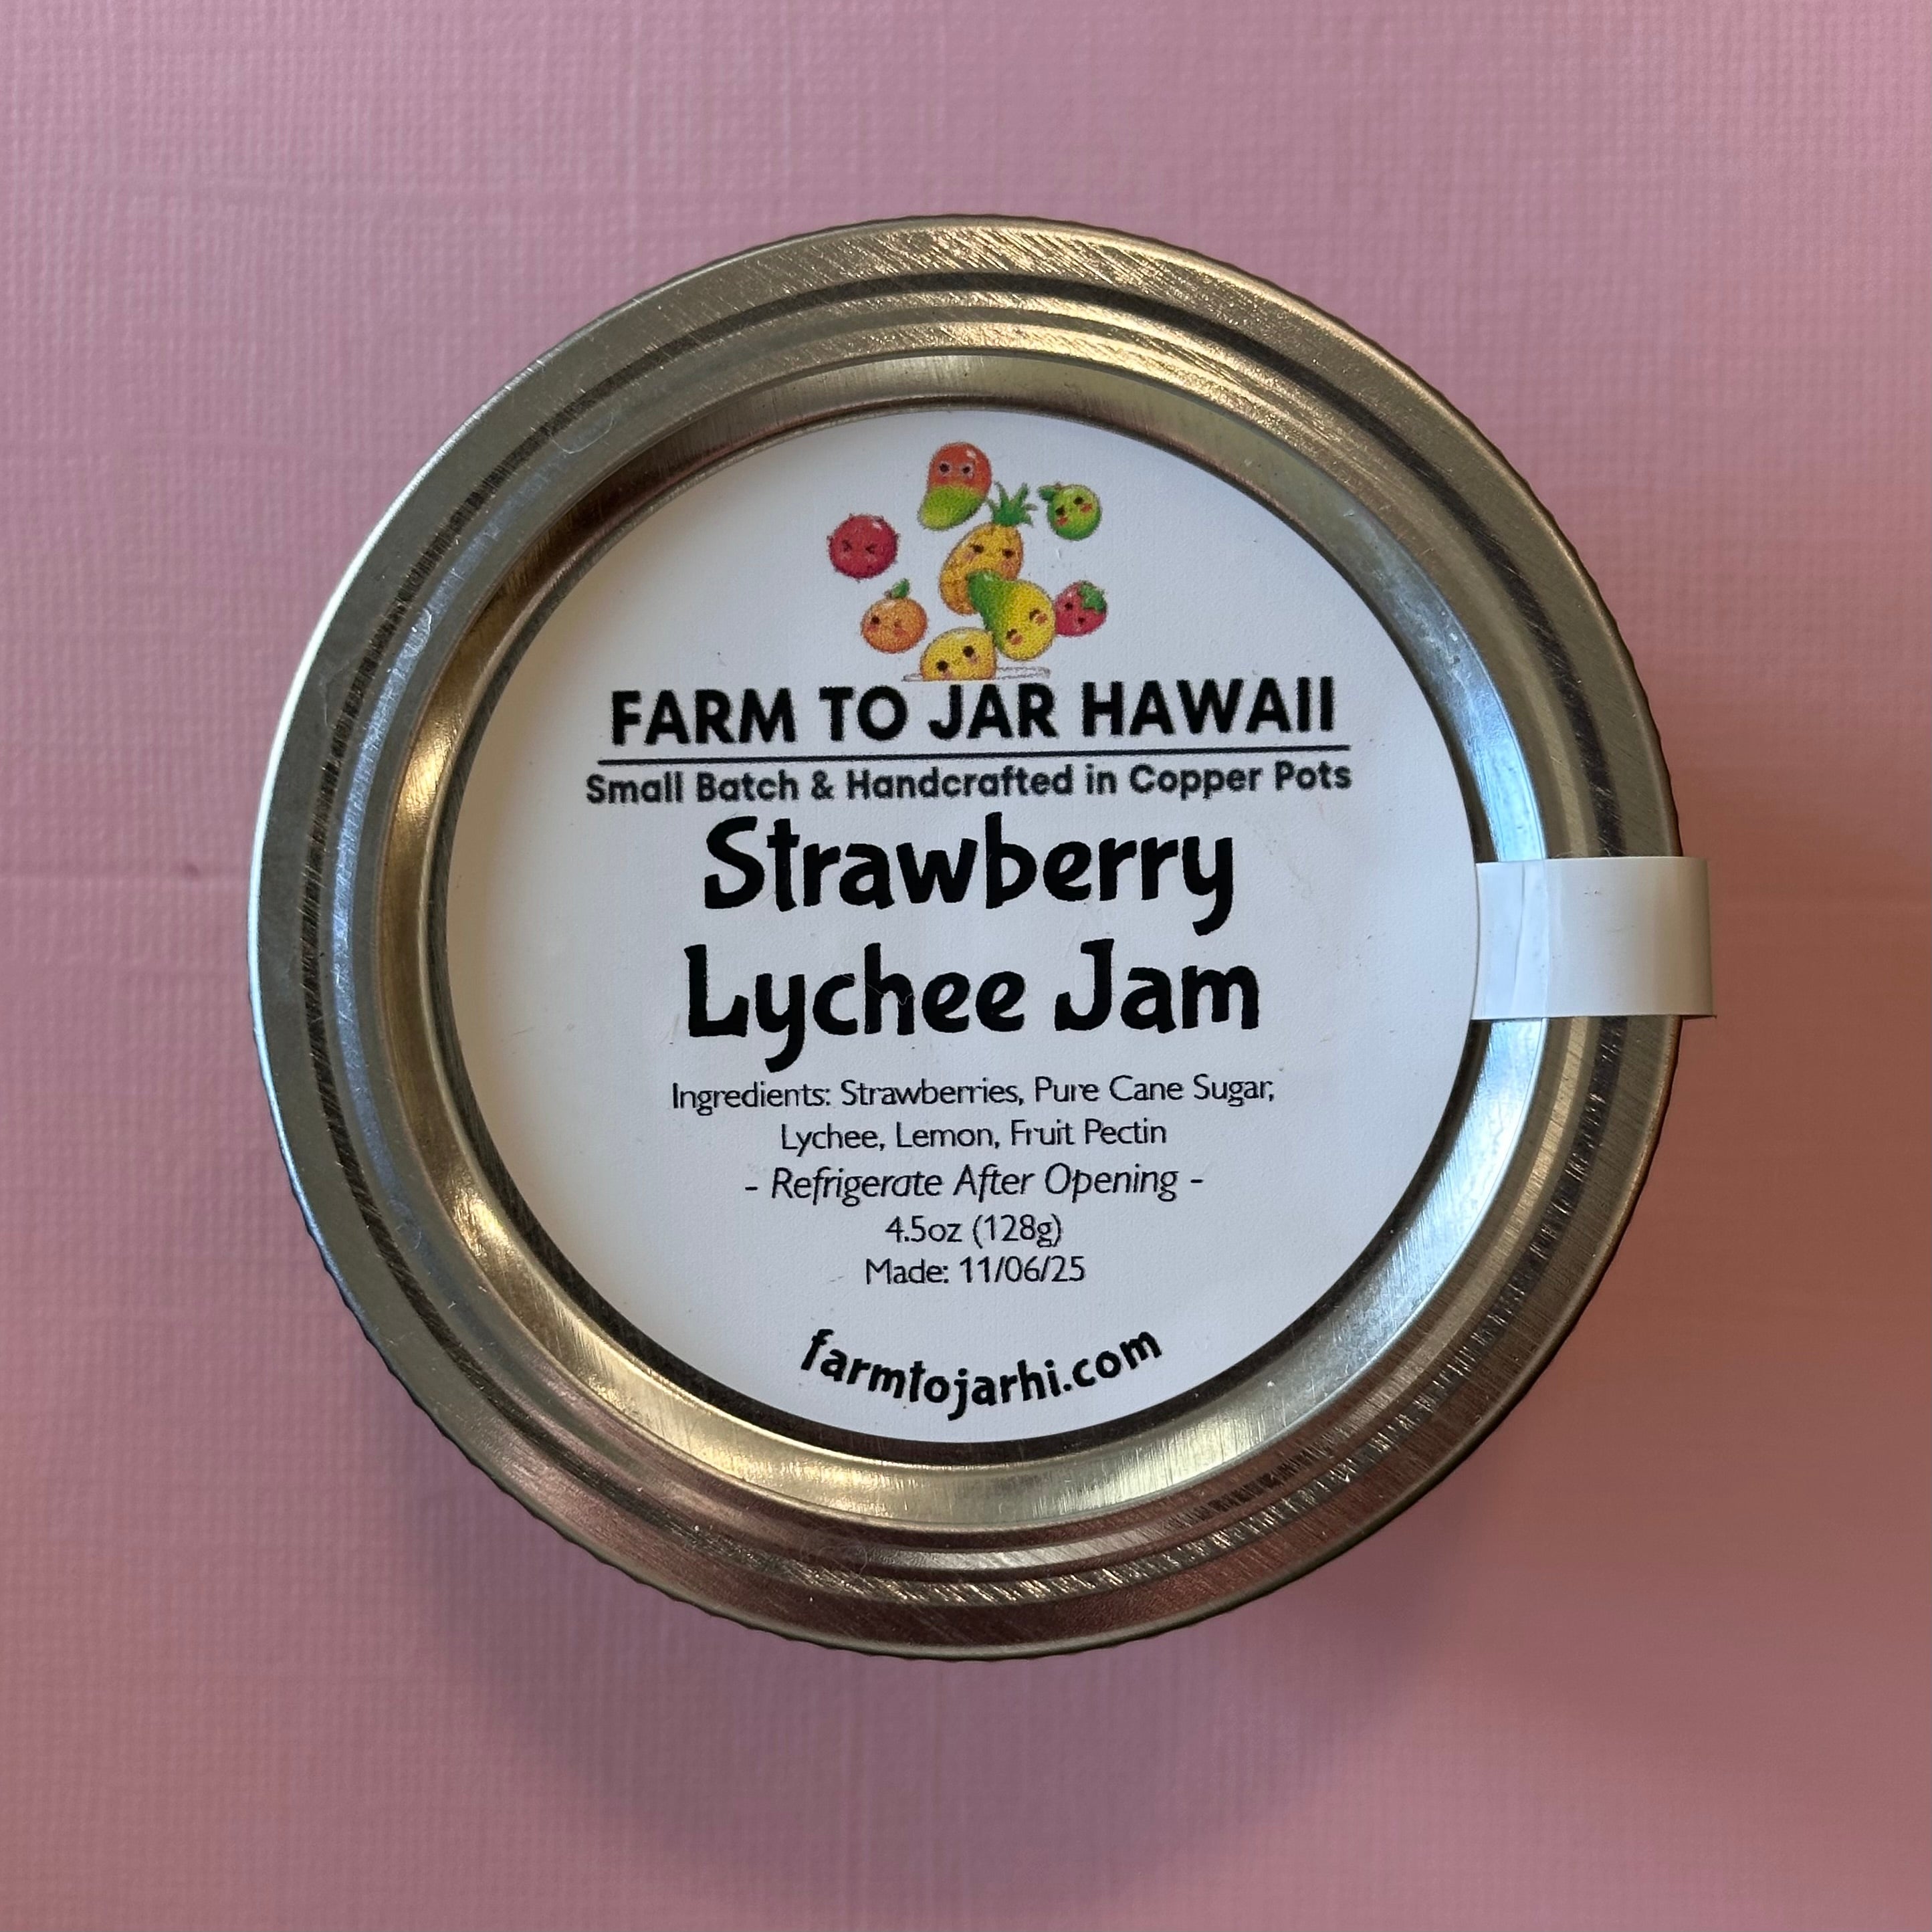 FARM TO JAR HAWAII
Small Batch & Handcrafted in Copper Pots
Strawberry
Lychee Jam
Ingredients: Strawberries, Pure Cane Sugar,
Lychee, Lemon, Fruit Pectin
- Refrigerate After Opening -
4.5oz (128g)
Made: 11/06/25
farmtojarhi.com